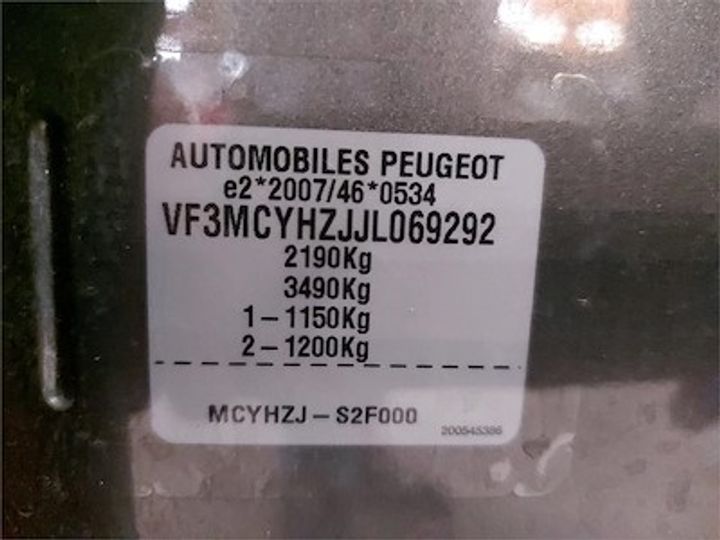 AUTOMOBILES PEUGEOT
e2*2007/46*0534
VF3MCYHZJJL069292
2190Kg
3490Kg
1-1150Kg
2-1200Kg
MCYHZJ-S2F000
200545386